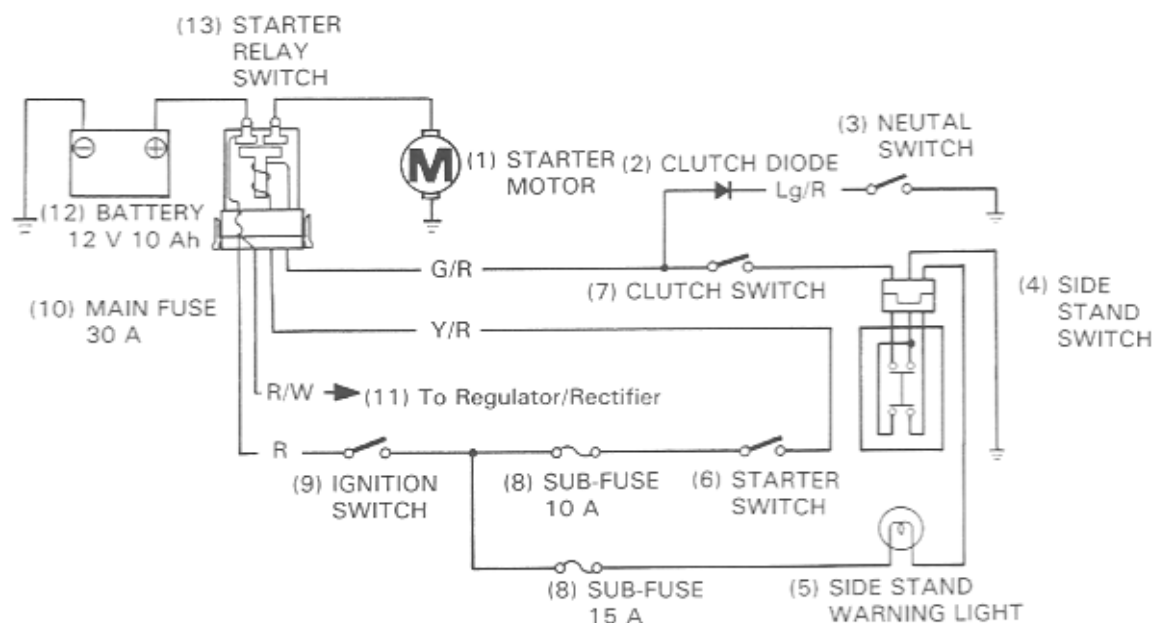 (13) STARTER
RELAY
SWITCH
(3) NEUTAL
SWITCH
(1) STARTER
MOTOR
(2) CLUTCH DIODE
M
Lg/R
(12) BATTERY
12 V 10 Ah
G/R
(7) CLUTCH SWITCH
(4) SIDE
STAND
SWITCH
(10) MAIN FUSE
30 A
Y/R
R/W
(11) To Regulator/Rectifier
R
(9) IGNITION
SWITCH
(8) SUB-FUSE
10 A
(6) STARTER
SWITCH
(8) SUB-FUSE
15 A
(5) SIDE STAND
WARNING LIGHT